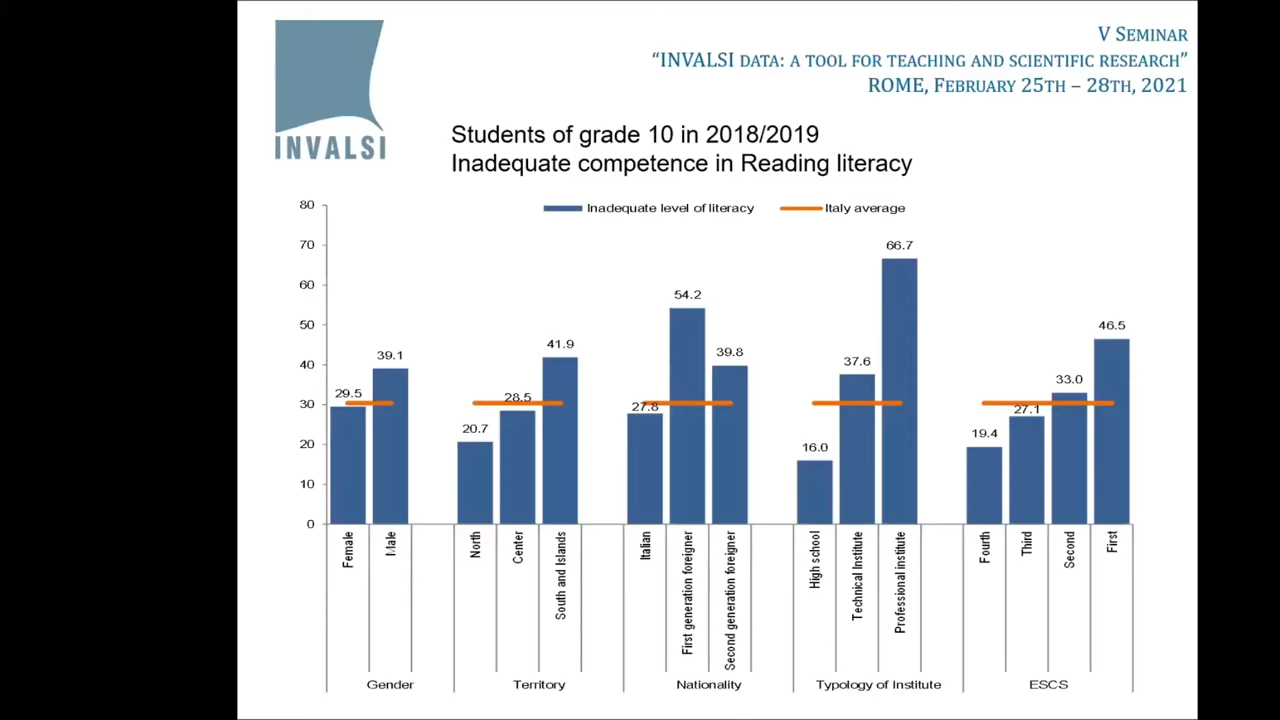 INVALSI
V SEMINAR
“INVALSI DATA: A TOOL FOR TEACHING AND SCIENTIFIC RESEARCH”
ROME, FEBRUARY 25TH – 28TH, 2021
Students of grade 10 in 2018/2019
Inadequate competence in Reading literacy
Inadequate level of literacy
Italy average
80
70
60
50
40
30
20
10
0
29.5
39.1
20.7
28.5
41.9
27.8
54.2
39.8
16.0
37.6
66.7
19.4
27.1
33.0
46.5
Female
Male
North
Center
South and Islands
Italian
First generation foreigner
Second generation foreigner
High school
Technical Institute
Professional institute
Fourth
Third
Second
First
Gender
Territory
Nationality
Typology of Institute
ESCS